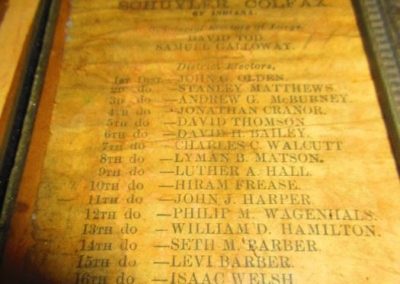 SCHUYLER COLFAX
OF INDIANA.
DAVID TOD
SAMUEL GALLOWAY.
District Electors,
1st Dist—JOHN G. OLDEN.
2d do —STANLEY MATTHEWS.
3d do —ANDREW G. McBURNEY.
4th do —JONATHAN CRANOR.
5th do —DAVID THOMSON.
6th do —DAVID H. BAILEY.
7th do —CHARLES C. WALCUTT
8th do —LYMAN B. MATSON.
9th do —LUTHER A. HALL.
10th do —HIRAM FREASE.
11th do —JOHN J. HARPER.
12th do —PHILIP M. WAGENHALS.
13th do —WILLIAM D. HAMILTON.
14th do —SETH M. BARBER.
15th do —LEVI BARBER.
16th do —ISAAC WELSH